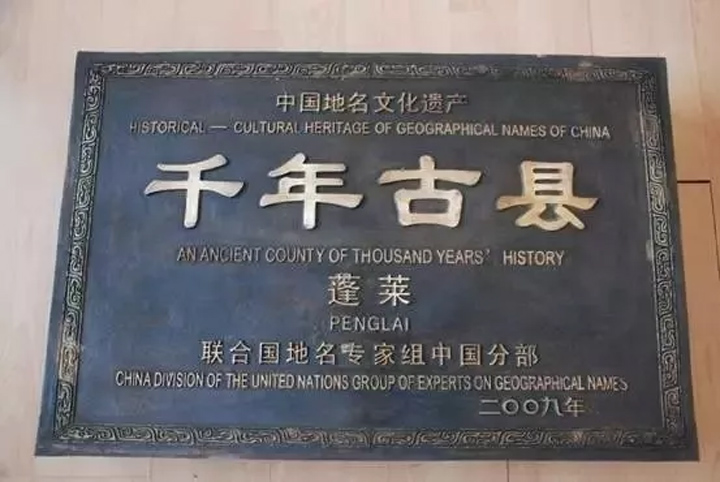 中国地名文化遗产
HISTORICAL — CULTURAL HERITAGE OF GEOGRAPHICAL NAMES OF CHINA
千年古县
AN ANCIENT COUNTY OF THOUSAND YEARS' HISTORY
蓬莱
PENGLAI
联合国地名专家组中国分部
CHINA DIVISION OF THE UNITED NATIONS GROUP OF EXPERTS ON GEOGRAPHICAL NAMES
二〇〇九年